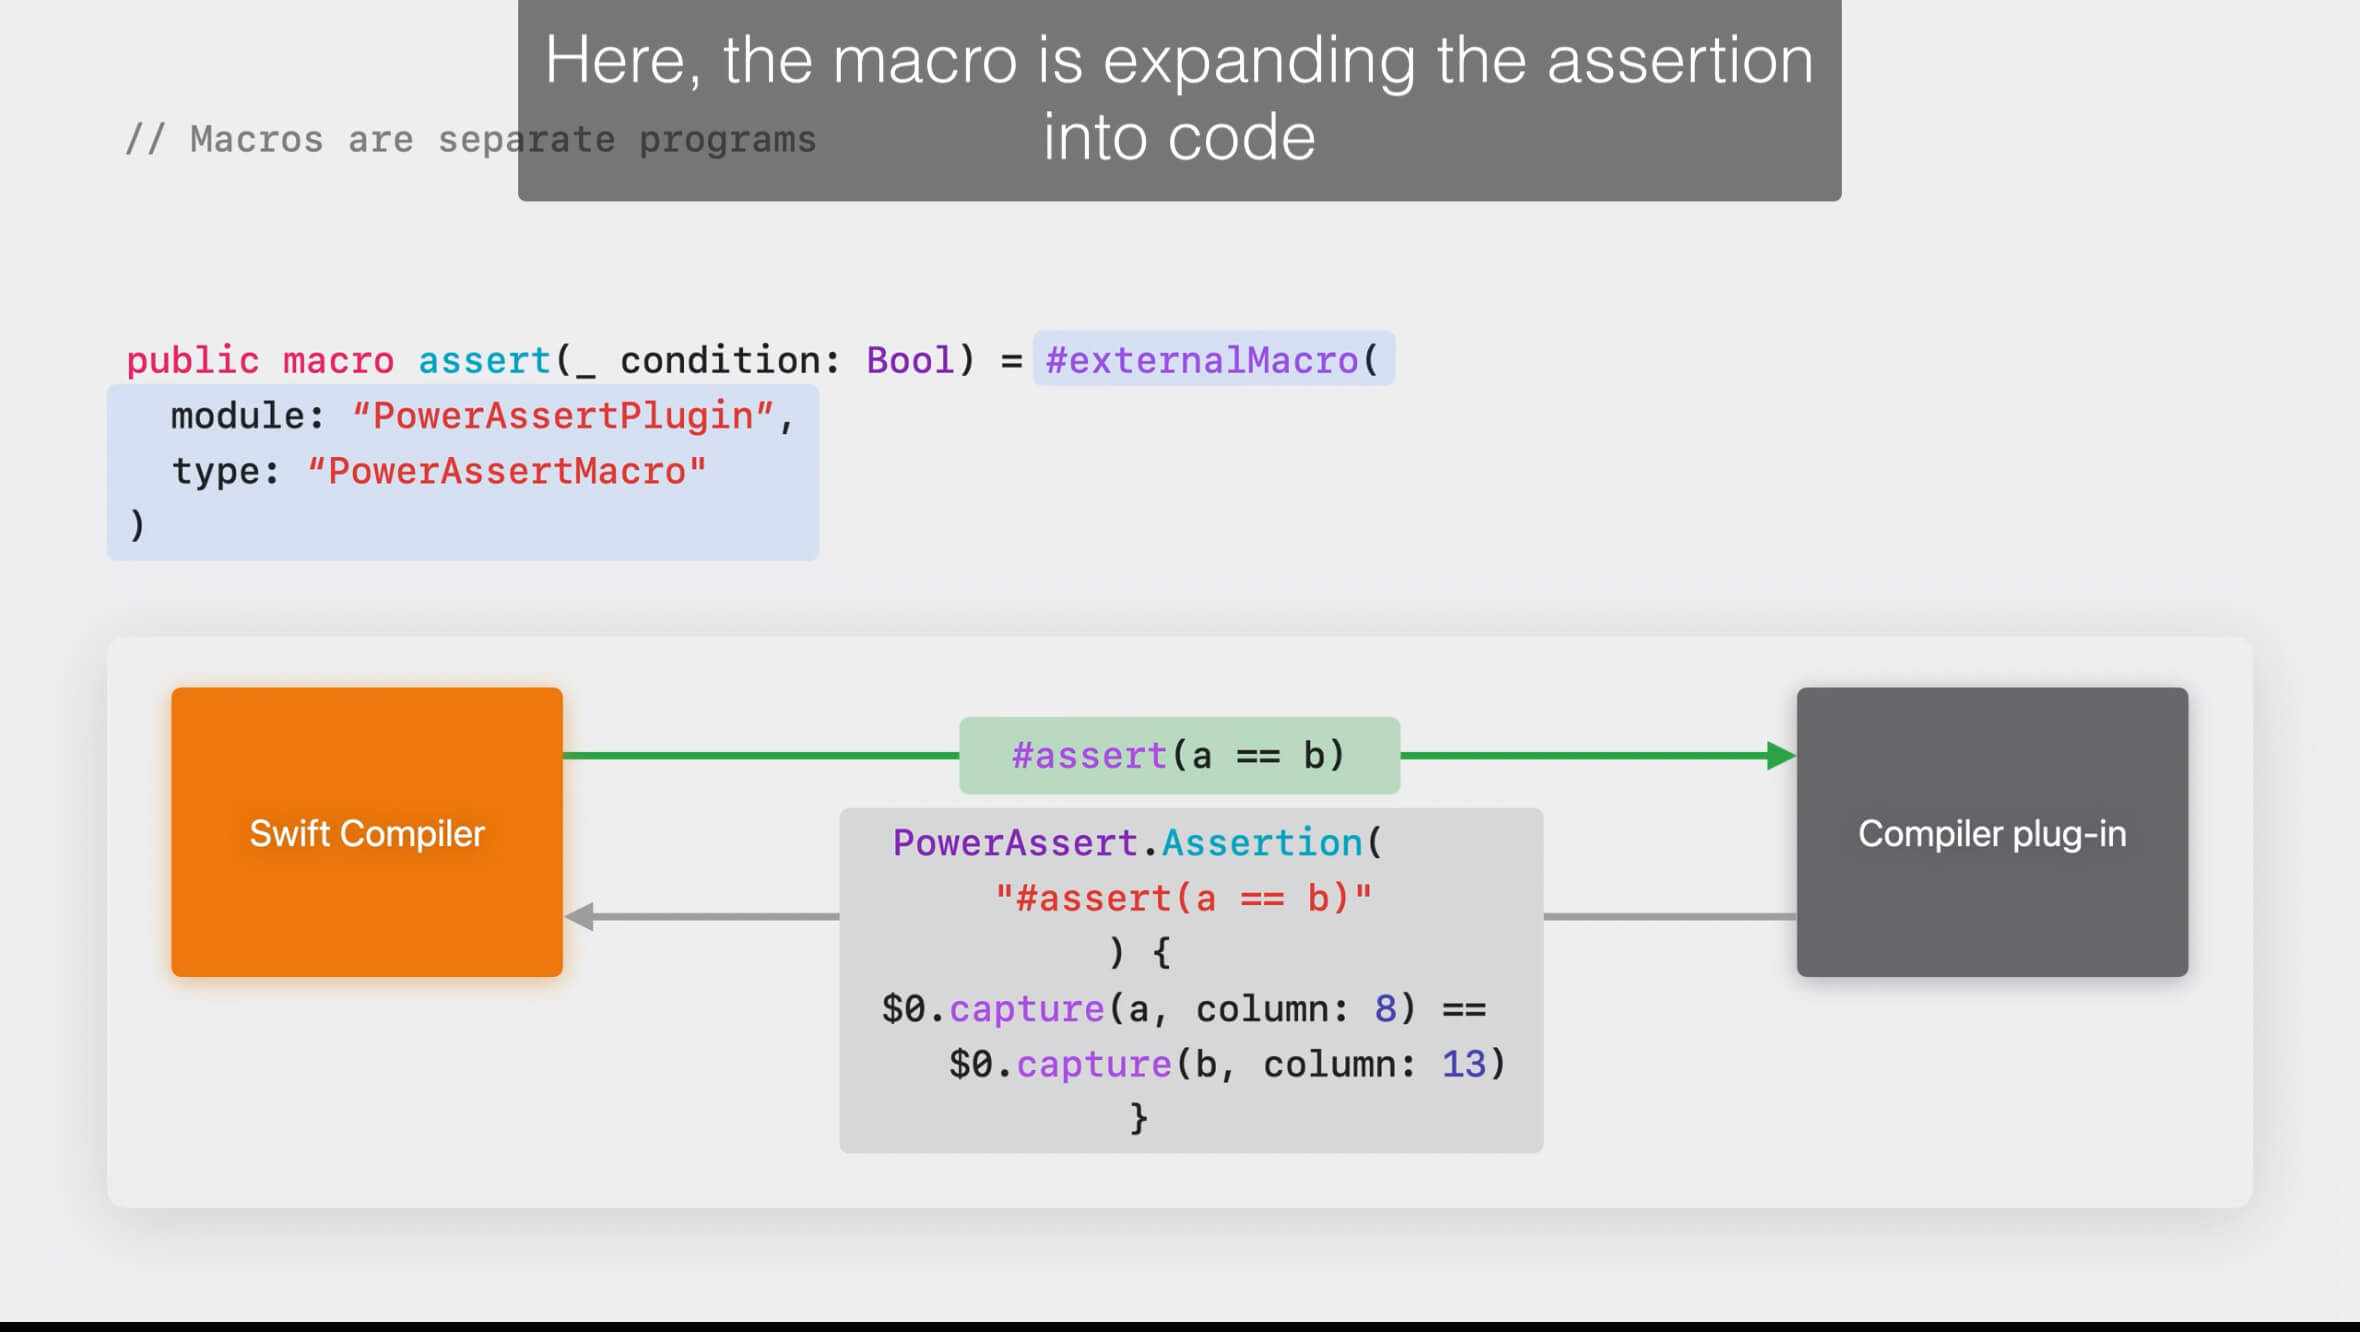 Here, the macro is expanding the assertion
into code
// Macros are separate programs
public macro assert(_ condition: Bool) = #externalMacro(
module: “PowerAssertPlugin”,
type: “PowerAssertMacro"
)
#assert(a == b)
Swift Compiler
Compiler plug-in
PowerAssert.Assertion(
"#assert(a == b)"
) {
$0.capture(a, column: 8) ==
$0.capture(b, column: 13)
}